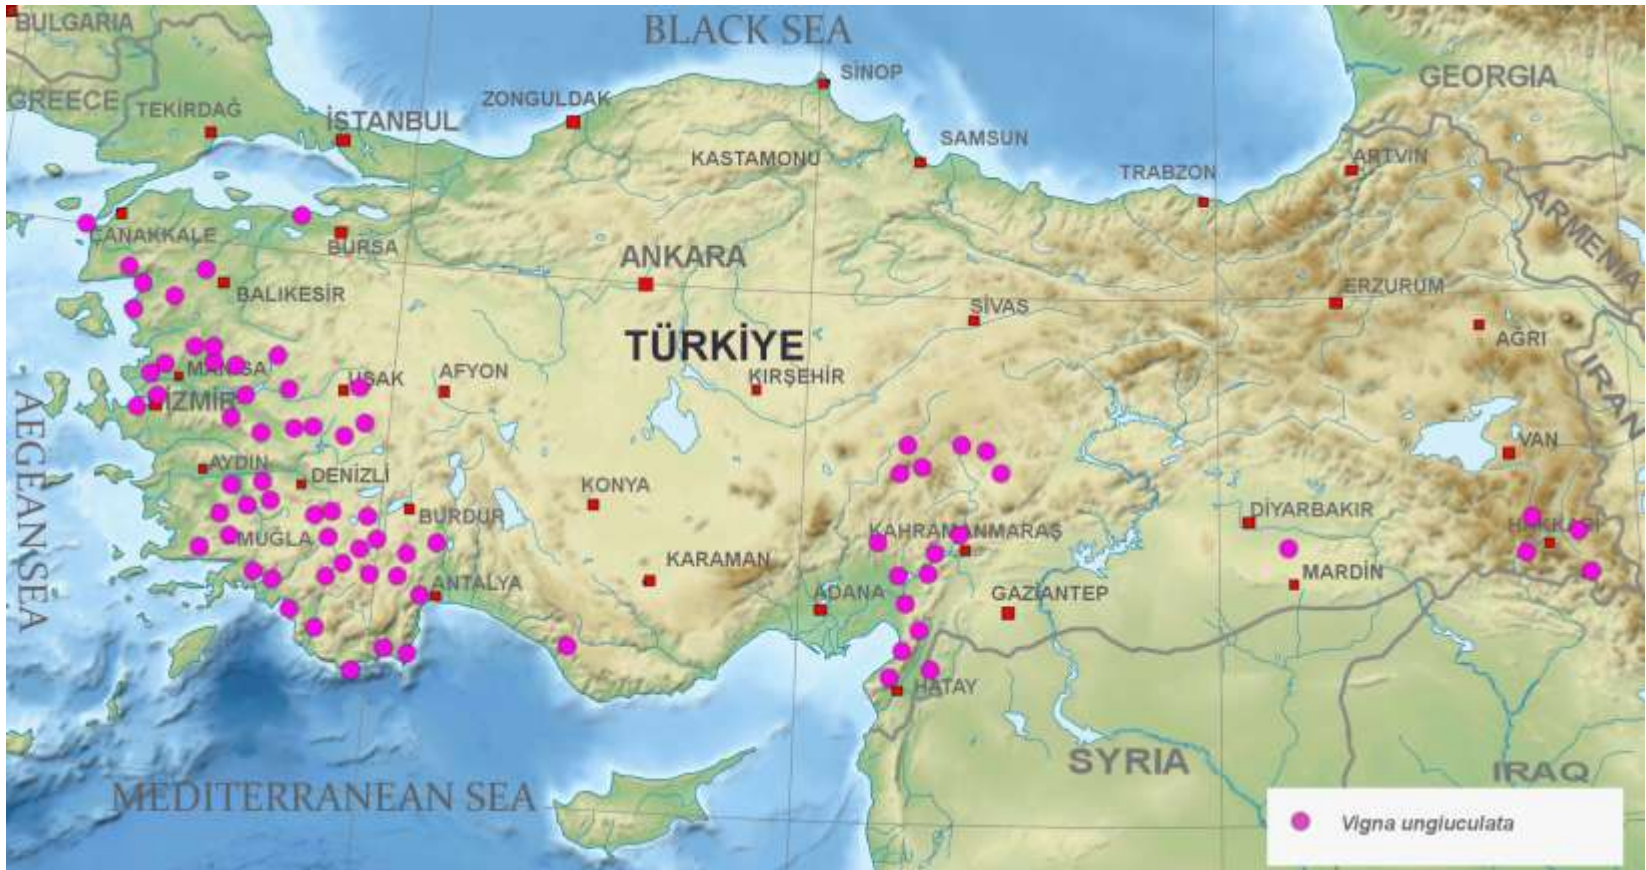 BULGARIA
BLACK SEA
SİNOP
GEORGIA
GREECE
TEKİRDAĞ
İSTANBUL
ZONGULDAK
KASTAMONU
SAMSUN
TRABZON
ARTVİN
ARMENIA
ÇANAKKALE
BURSA
ANKARA
BALIKESİR
SİVAS
ERZURUM
AĞRI
TÜRKİYE
IRAN
MANİSA
UŞAK
AFYON
KIRŞEHİR
İZMİR
AEGEAN SEA
VAN
AYDIN
DENİZLİ
KONYA
BURDUR
DİYARBAKIR
HAKKARİ
MUĞLA
KAHRAMANMARAŞ
KARAMAN
MARDİN
ANTALYA
ADANA
GAZİANTEP
HATAY
SYRIA
IRAQ
MEDITERRANEAN SEA
Vigna ungiuculata